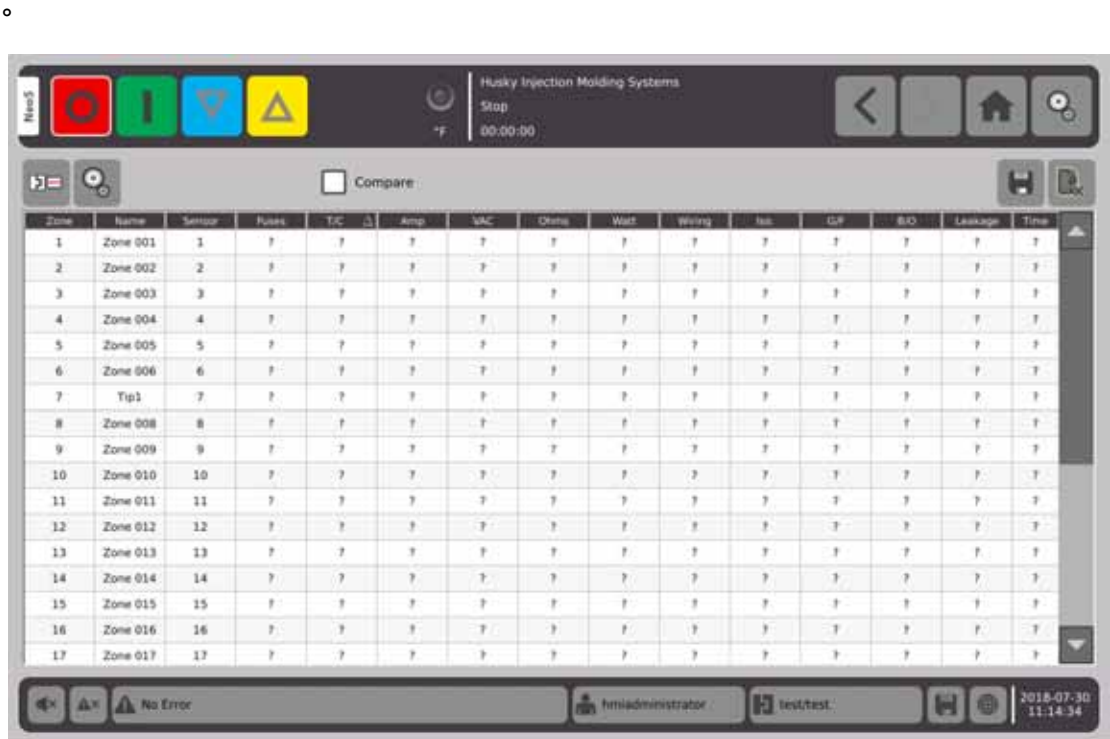 Neo5
Husky Injection Molding Systems
Stop
°F 00:00:00
Compare
Zone Name Sensor Fuses T/C Amp VAC Ohms Watt Wiring Iso. G/F B/O Leakage Time
1 Zone 001 1 ? ? ? ? ? ? ? ? ? ? ? ?
2 Zone 002 2 ? ? ? ? ? ? ? ? ? ? ? ?
3 Zone 003 3 ? ? ? ? ? ? ? ? ? ? ? ?
4 Zone 004 4 ? ? ? ? ? ? ? ? ? ? ? ?
5 Zone 005 5 ? ? ? ? ? ? ? ? ? ? ? ?
6 Zone 006 6 ? ? ? ? ? ? ? ? ? ? ? ?
7 Tip1 7 ? ? ? ? ? ? ? ? ? ? ? ?
8 Zone 008 8 ? ? ? ? ? ? ? ? ? ? ? ?
9 Zone 009 9 ? ? ? ? ? ? ? ? ? ? ? ?
10 Zone 010 10 ? ? ? ? ? ? ? ? ? ? ? ?
11 Zone 011 11 ? ? ? ? ? ? ? ? ? ? ? ?
12 Zone 012 12 ? ? ? ? ? ? ? ? ? ? ? ?
13 Zone 013 13 ? ? ? ? ? ? ? ? ? ? ? ?
14 Zone 014 14 ? ? ? ? ? ? ? ? ? ? ? ?
15 Zone 015 15 ? ? ? ? ? ? ? ? ? ? ? ?
16 Zone 016 16 ? ? ? ? ? ? ? ? ? ? ? ?
17 Zone 017 17 ? ? ? ? ? ? ? ? ? ? ? ?
No Error hmiadministrator test/test 2018-07-30
11:14:34